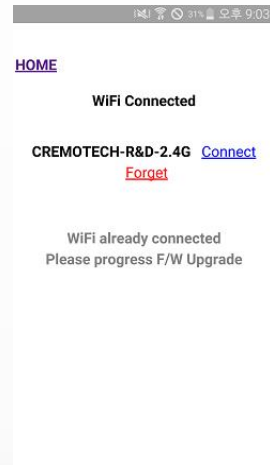 31% 오후 9:03
HOME
WiFi Connected
CREMOTECH-R&D-2.4G Connect
Forget
WiFi already connected
Please progress F/W Upgrade